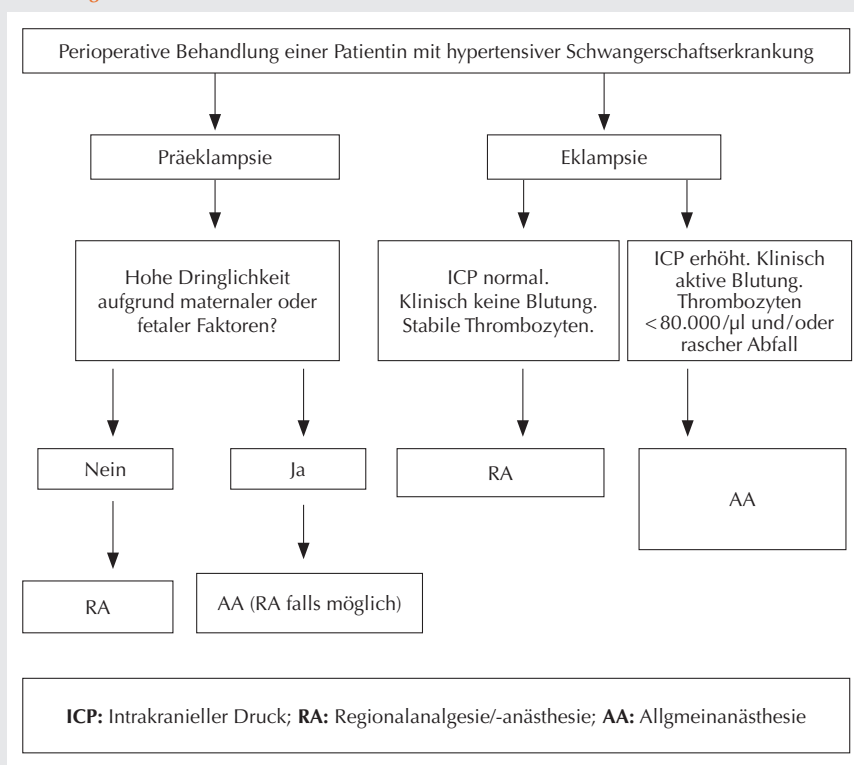 Perioperative Behandlung einer Patientin mit hypertensiver Schwangerschaftserkrankung
Präeklampsie
Eklampsie
Hohe Dringlichkeit
aufgrund maternaler oder
fetaler Faktoren?
ICP normal.
Klinisch keine Blutung.
Stabile Thrombozyten.
ICP erhöht. Klinisch
aktive Blutung.
Thrombozyten
<80.000/µl und/oder
rascher Abfall
Nein
Ja
RA
AA
RA
AA (RA falls möglich)
ICP: Intrakranieller Druck; RA: Regionalanalgesie/-anästhesie; AA: Allgmeinanästhesie